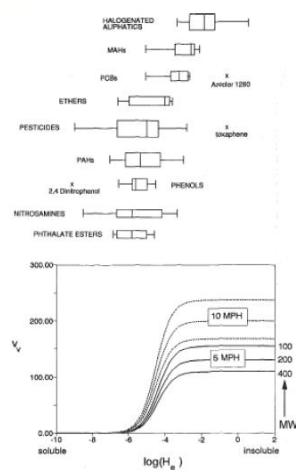 HALOGENATED
ALIPHATICS
MAHs
PCBs
x
Aroclor 1260
ETHERS
PESTICIDES
x
toxaphene
PAHs
x
2,4 Dinitrophenol
PHENOLS
NITROSAMINES
PHTHALATE ESTERS
300.00
200.00
100.00
0.00
v
v
10 MPH
5 MPH
100
200
400
MW
-10
-8
-6
-4
-2
0
2
soluble
insoluble
log(H
e
)